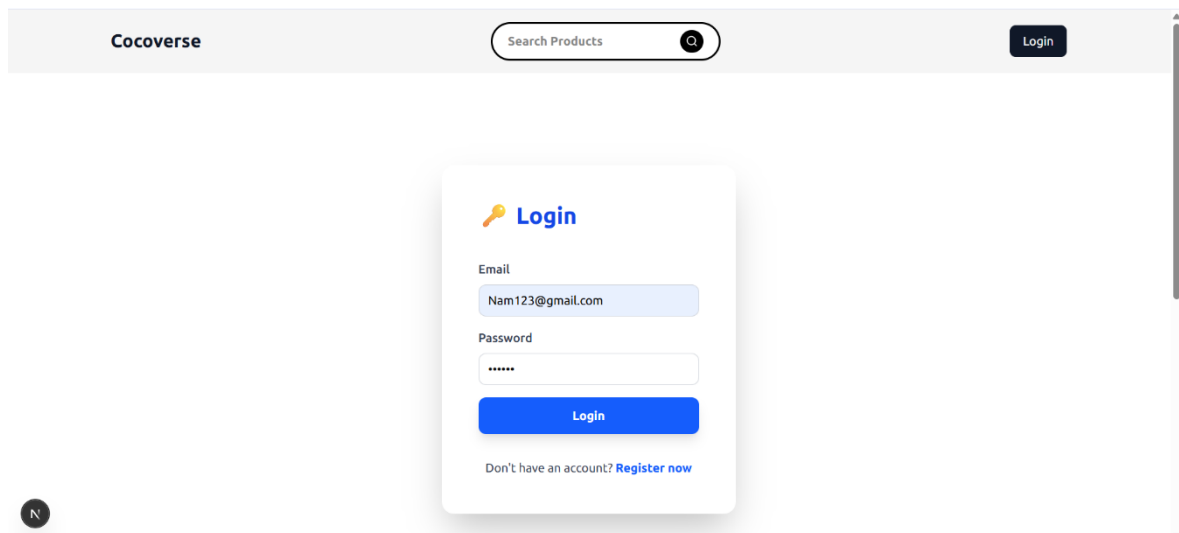 Cocoverse
Search Products
Login
🔑 Login
Email
Nam123@gmail.com
Password
••••••
Login
Don't have an account? Register now
N